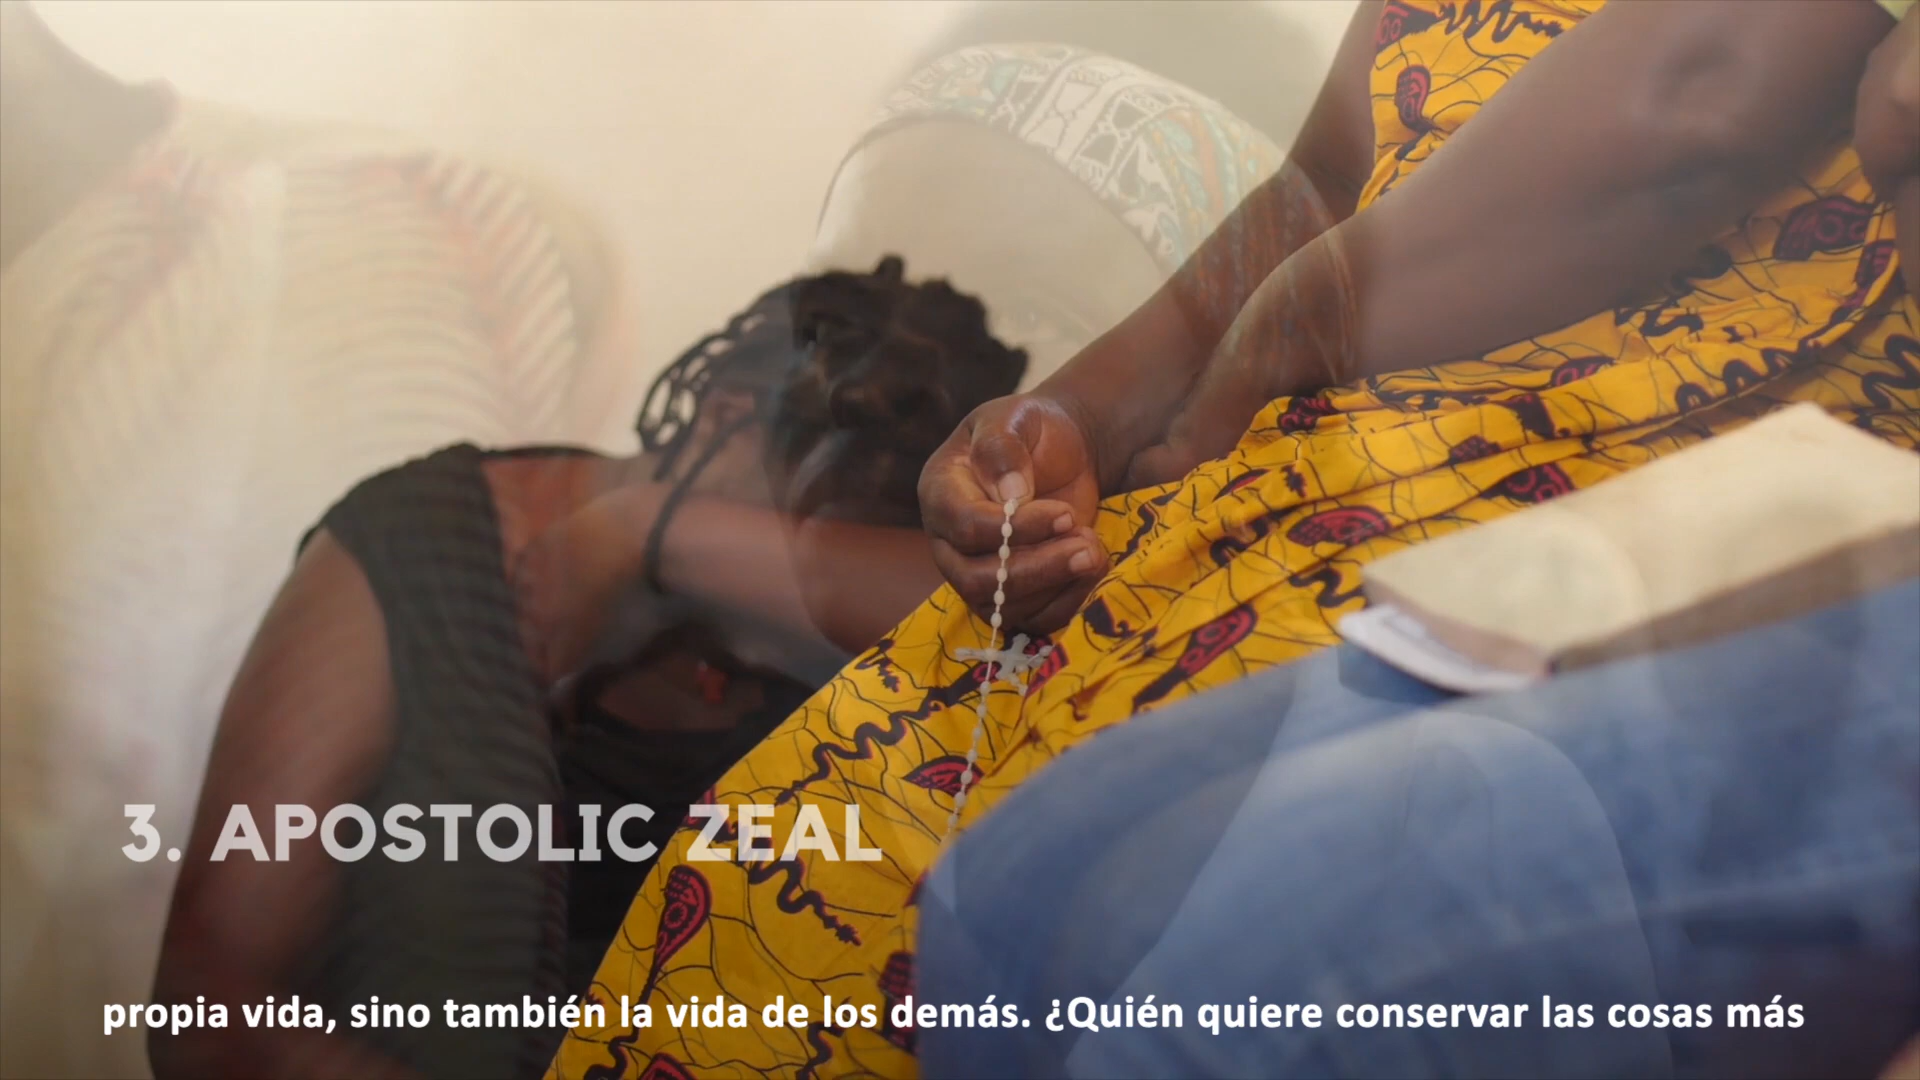 3. APOSTOLIC ZEAL
propia vida, sino también la vida de los demás. ¿Quién quiere conservar las cosas más